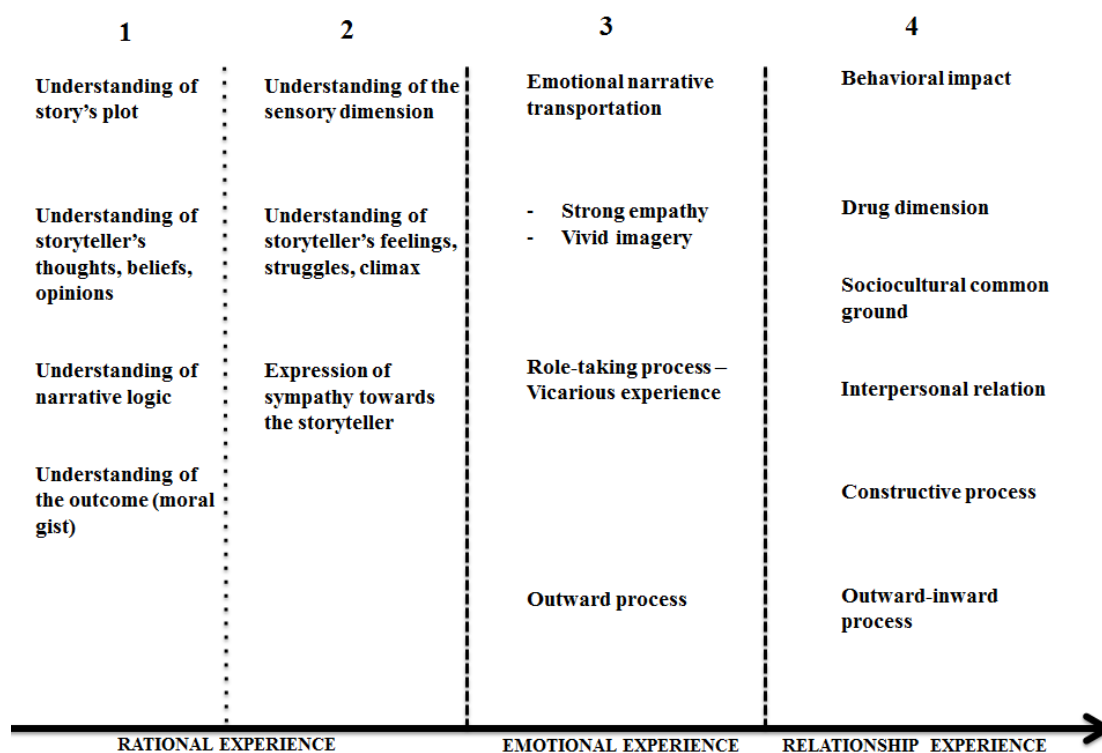 1
Understanding of
story's plot
Understanding of
storyteller's
thoughts, beliefs,
opinions
Understanding of
narrative logic
Understanding of
the outcome (moral
gist)
2
Understanding of the
sensory dimension
Understanding of
storyteller's feelings,
struggles, climax
Expression of
sympathy towards
the storyteller
3
Emotional narrative
transportation
- Strong empathy
- Vivid imagery
Role-taking process –
Vicarious experience
Outward process
4
Behavioral impact
Drug dimension
Sociocultural common
ground
Interpersonal relation
Constructive process
Outward-inward
process
RATIONAL EXPERIENCE
EMOTIONAL EXPERIENCE
RELATIONSHIP EXPERIENCE